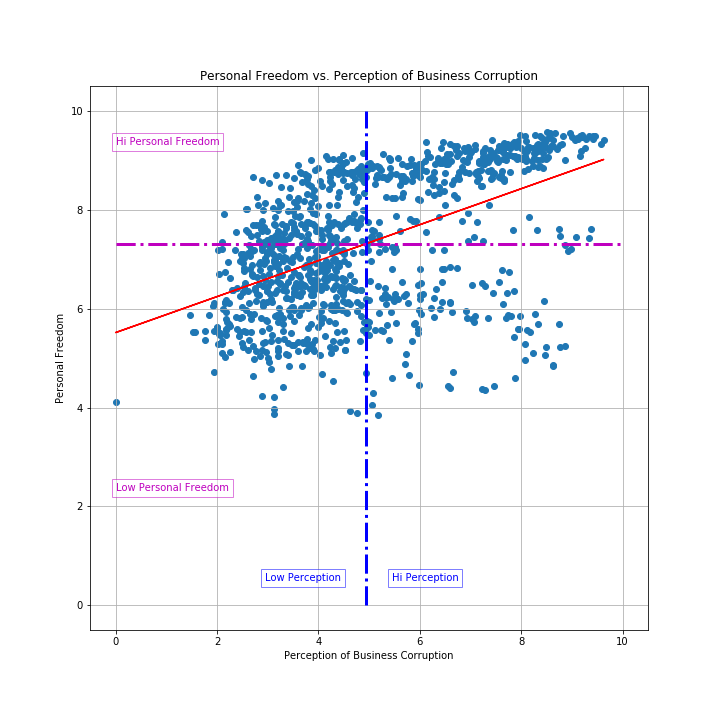 Personal Freedom vs. Perception of Business Corruption
10
Hi Personal Freedom
8
6
Personal Freedom
4
Low Personal Freedom
2
Low Perception
Hi Perception
0
0
2
4
6
8
10
Perception of Business Corruption